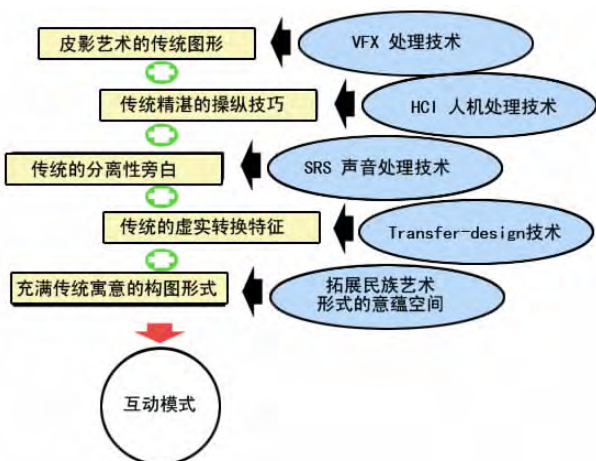 皮影艺术的传统图形
VFX 处理技术
传统精湛的操纵技巧
HCI 人机处理技术
传统的分离性旁白
SRS 声音处理技术
传统的虚实转换特征
Transfer-design技术
充满传统寓意的构图形式
拓展民族艺术
形式的意蕴空间
互动模式